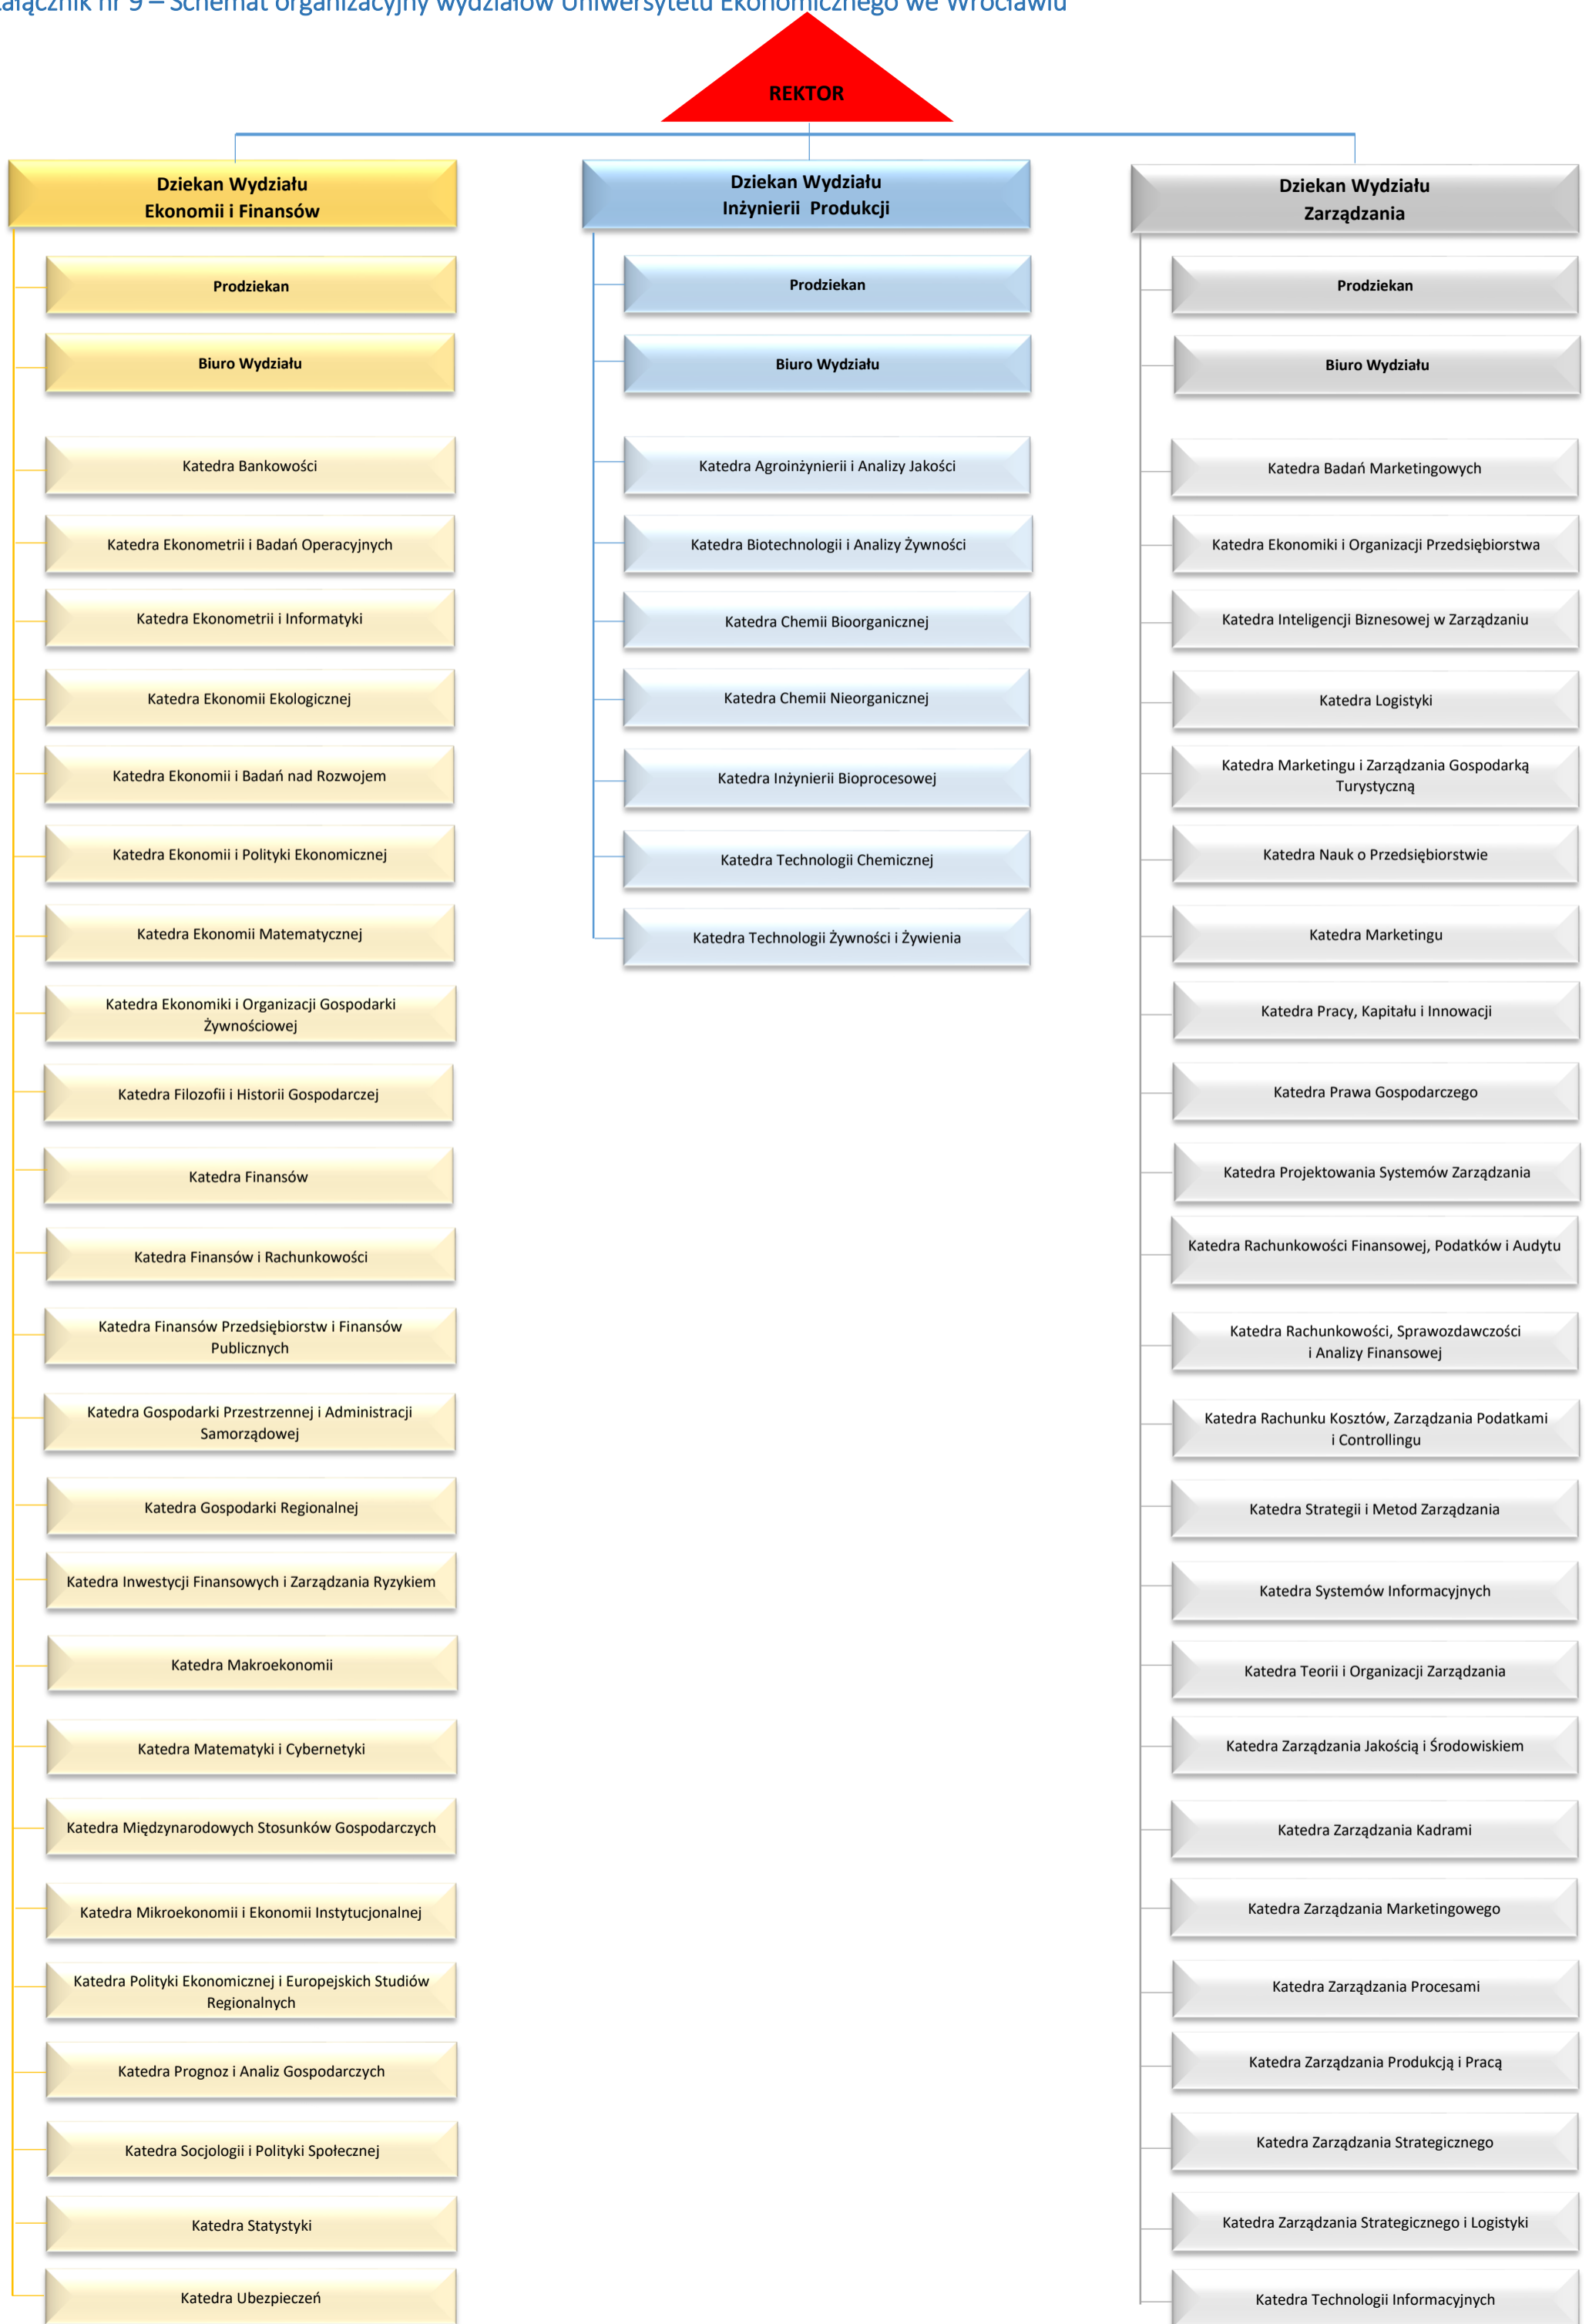 załącznik nr 9 – Schemat organizacyjny wydziałów Uniwersytetu Ekonomicznego we Wrocławiu
REKTOR
Dziekan Wydziału
Ekonomii i Finansów
Prodziekan
Biuro Wydziału
Katedra Bankowości
Katedra Ekonometrii i Badań Operacyjnych
Katedra Ekonometrii i Informatyki
Katedra Ekonomii Ekologicznej
Katedra Ekonomii i Badań nad Rozwojem
Katedra Ekonomii i Polityki Ekonomicznej
Katedra Ekonomii Matematycznej
Katedra Ekonomiki i Organizacji Gospodarki
Żywnościowej
Katedra Filozofii i Historii Gospodarczej
Katedra Finansów
Katedra Finansów i Rachunkowości
Katedra Finansów Przedsiębiorstw i Finansów
Publicznych
Katedra Gospodarki Przestrzennej i Administracji
Samorządowej
Katedra Gospodarki Regionalnej
Katedra Inwestycji Finansowych i Zarządzania Ryzykiem
Katedra Makroekonomii
Katedra Matematyki i Cybernetyki
Katedra Międzynarodowych Stosunków Gospodarczych
Katedra Mikroekonomii i Ekonomii Instytucjonalnej
Katedra Polityki Ekonomicznej i Europejskich Studiów
Regionalnych
Katedra Prognoz i Analiz Gospodarczych
Katedra Socjologii i Polityki Społecznej
Katedra Statystyki
Katedra Ubezpieczeń
Dziekan Wydziału
Inżynierii Produkcji
Prodziekan
Biuro Wydziału
Katedra Agroinżynierii i Analizy Jakości
Katedra Biotechnologii i Analizy Żywności
Katedra Chemii Bioorganicznej
Katedra Chemii Nieorganicznej
Katedra Inżynierii Bioprocesowej
Katedra Technologii Chemicznej
Katedra Technologii Żywności i Żywienia
Dziekan Wydziału
Zarządzania
Prodziekan
Biuro Wydziału
Katedra Badań Marketingowych
Katedra Ekonomiki i Organizacji Przedsiębiorstwa
Katedra Inteligencji Biznesowej w Zarządzaniu
Katedra Logistyki
Katedra Marketingu i Zarządzania Gospodarką
Turystyczną
Katedra Nauk o Przedsiębiorstwie
Katedra Marketingu
Katedra Pracy, Kapitału i Innowacji
Katedra Prawa Gospodarczego
Katedra Projektowania Systemów Zarządzania
Katedra Rachunkowości Finansowej, Podatków i Audytu
Katedra Rachunkowości, Sprawozdawczości
i Analizy Finansowej
Katedra Rachunku Kosztów, Zarządzania Podatkami
i Controllingu
Katedra Strategii i Metod Zarządzania
Katedra Systemów Informacyjnych
Katedra Teorii i Organizacji Zarządzania
Katedra Zarządzania Jakością i Środowiskiem
Katedra Zarządzania Kadrami
Katedra Zarządzania Marketingowego
Katedra Zarządzania Procesami
Katedra Zarządzania Produkcją i Pracą
Katedra Zarządzania Strategicznego
Katedra Zarządzania Strategicznego i Logistyki
Katedra Technologii Informacyjnych